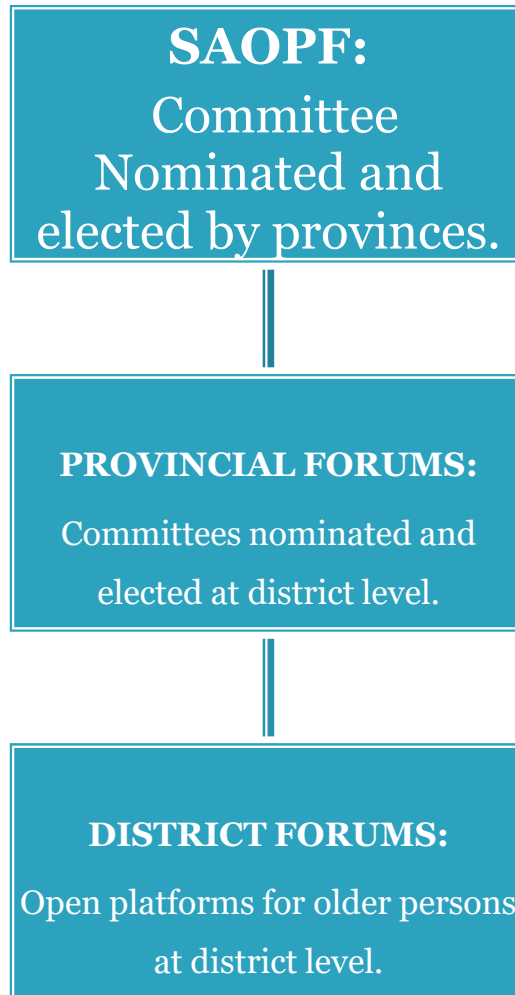 SAOPF:
Committee
Nominated and
elected by provinces.
PROVINCIAL FORUMS:
Committees nominated and
elected at district level.
DISTRICT FORUMS:
Open platforms for older persons
at district level.